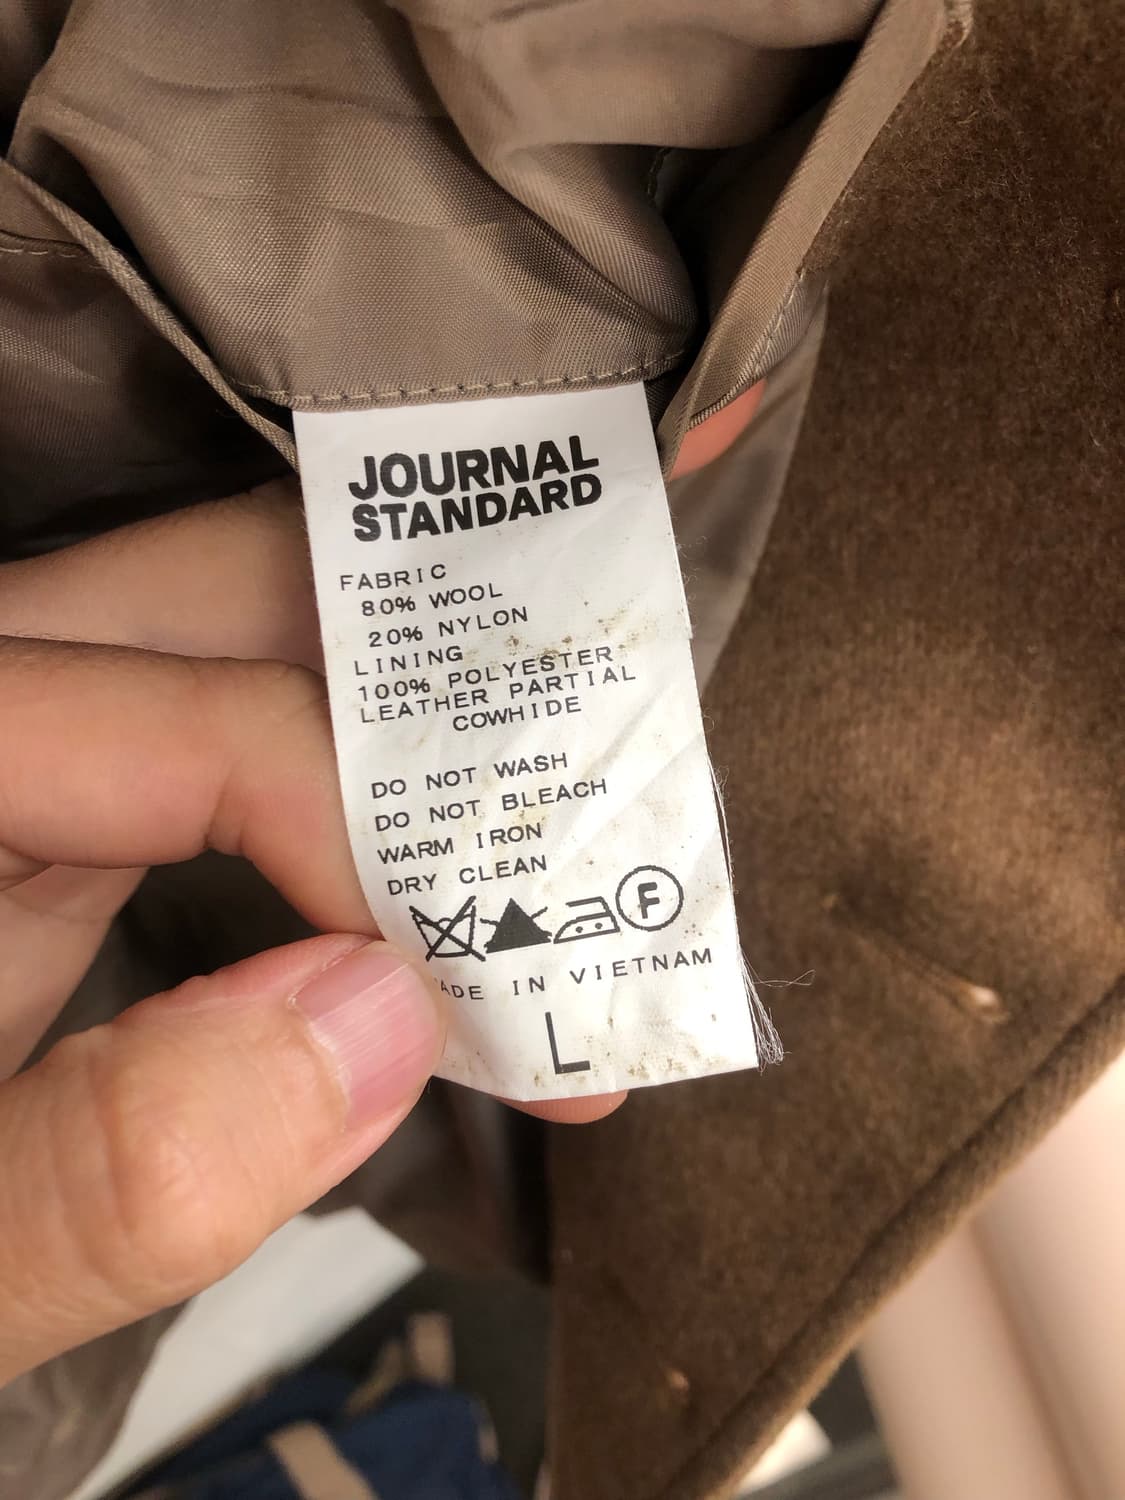 JOURNAL
STANDARD
FABRIC
80% WOOL
20% NYLON
LINING
100% POLYESTER
LEATHER PARTIAL
COWHIDE
DO NOT WASH
DO NOT BLEACH
WARM IRON
DRY CLEAN
F
ADE IN VIETNAM
L